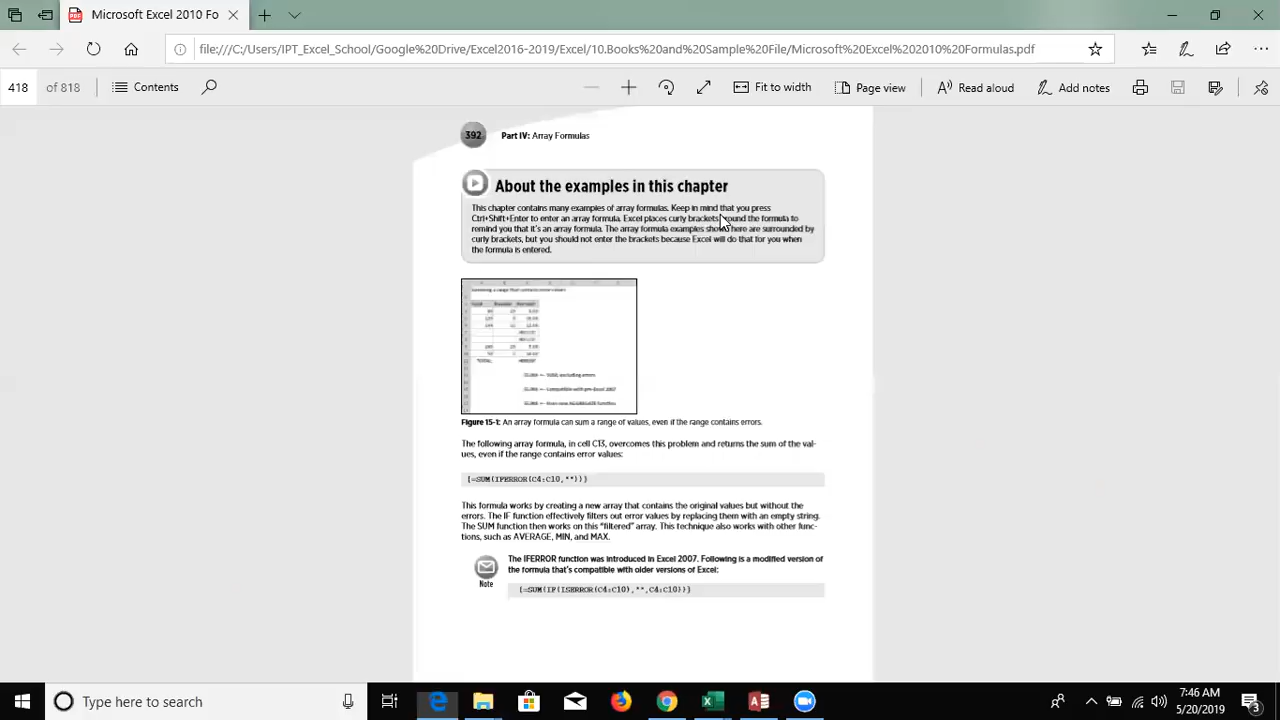 Microsoft Excel 2010 Fo
file:///C:/Users/IPT_Excel_School/Google%20Drive/Excel2016-2019/Excel/10.Books%20and%20Sample%20File/Microsoft%20Excel%202010%20Formulas.pdf
418 of 818 Contents Fit to width Page view Read aloud Add notes
392 Part IV: Array Formulas
About the examples in this chapter
This chapter contains many examples of array formulas. Keep in mind that you press
Ctrl+Shift+Enter to enter an array formula. Excel places curly brackets around the formula to
remind you that it's an array formula. The array formula examples shown here are surrounded by
curly brackets, but you should not enter the brackets because Excel will do that for you when
the formula is entered.
TOTAL
<-- Total, excluding errors
<-- Compatible with pre-Excel 2007
AGGREGATE function
Figure 15-1: An array formula can sum a range of values, even if the range contains errors.
The following array formula, in cell C13, overcomes this problem and returns the sum of the val-
ues, even if the range contains error values:
{=SUM(IFERROR(C4:C10,""))}
This formula works by creating a new array that contains the original values but without the
errors. The IF function effectively filters out error values by replacing them with an empty string.
The SUM function then works on this "filtered" array. This technique also works with other func-
tions, such as AVERAGE, MIN, and MAX.
The IFERROR function was introduced in Excel 2007. Following is a modified version of
the formula that's compatible with older versions of Excel:
Note
{=SUM(IF(ISERROR(C4:C10),"",C4:C10))}
Type here to search
7:46 AM
5/20/2019